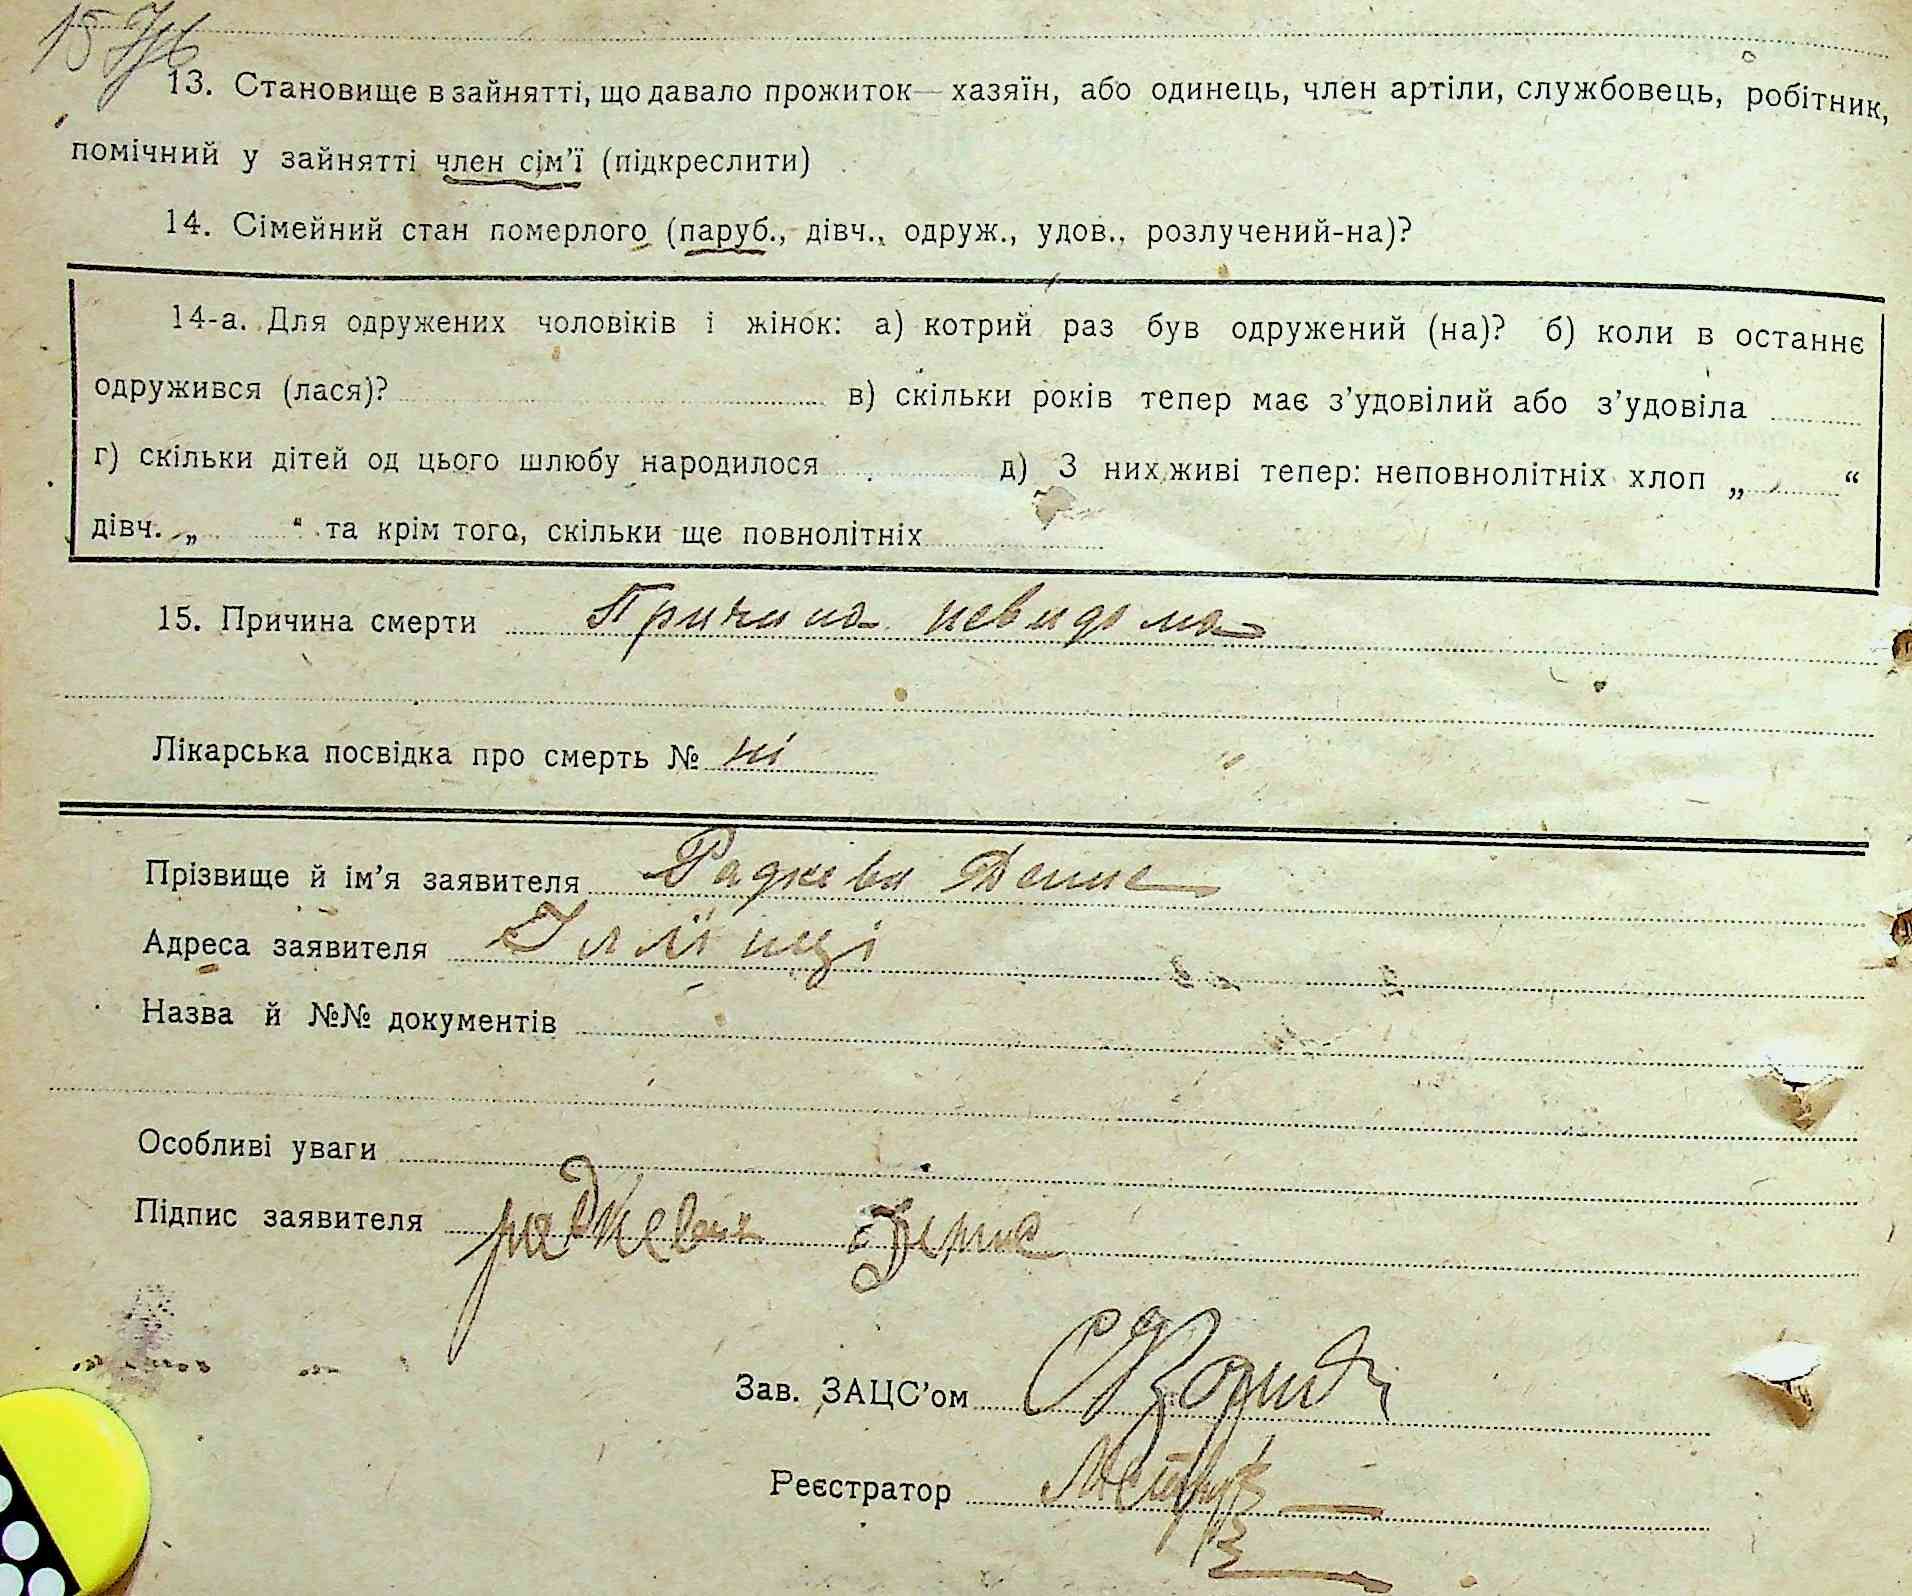 15
13. Становище в зайнятті, що давало прожиток— хазяїн, або одинець, член артіли, службовець, робітник,
помічний у зайнятті член сім’ї (підкреслити)
14. Сімейний стан померлого (паруб., дівч., одруж., удов., розлучений-на)?
14-а. Для одружених чоловіків і жінок: а) котрий раз був одружений (на)? б) коли в останнє
одружився (лася)? в) скільки років тепер має з’удовілий або з’удовіла
г) скільки дітей од цього шлюбу народилося д) З них живі тепер: неповнолітніх хлоп „ “
дівч. „ “ та крім того, скільки ще повнолітніх
15. Причина смерти Причина невидома
Лікарська посвідка про смерть № ні
Прізвище й ім’я заявителя Денис
Адреса заявителя Іллїнці
Назва й №№ документів
Особливі уваги
Підпис заявителя
Зав. ЗАЦС’ом
Реєстратор